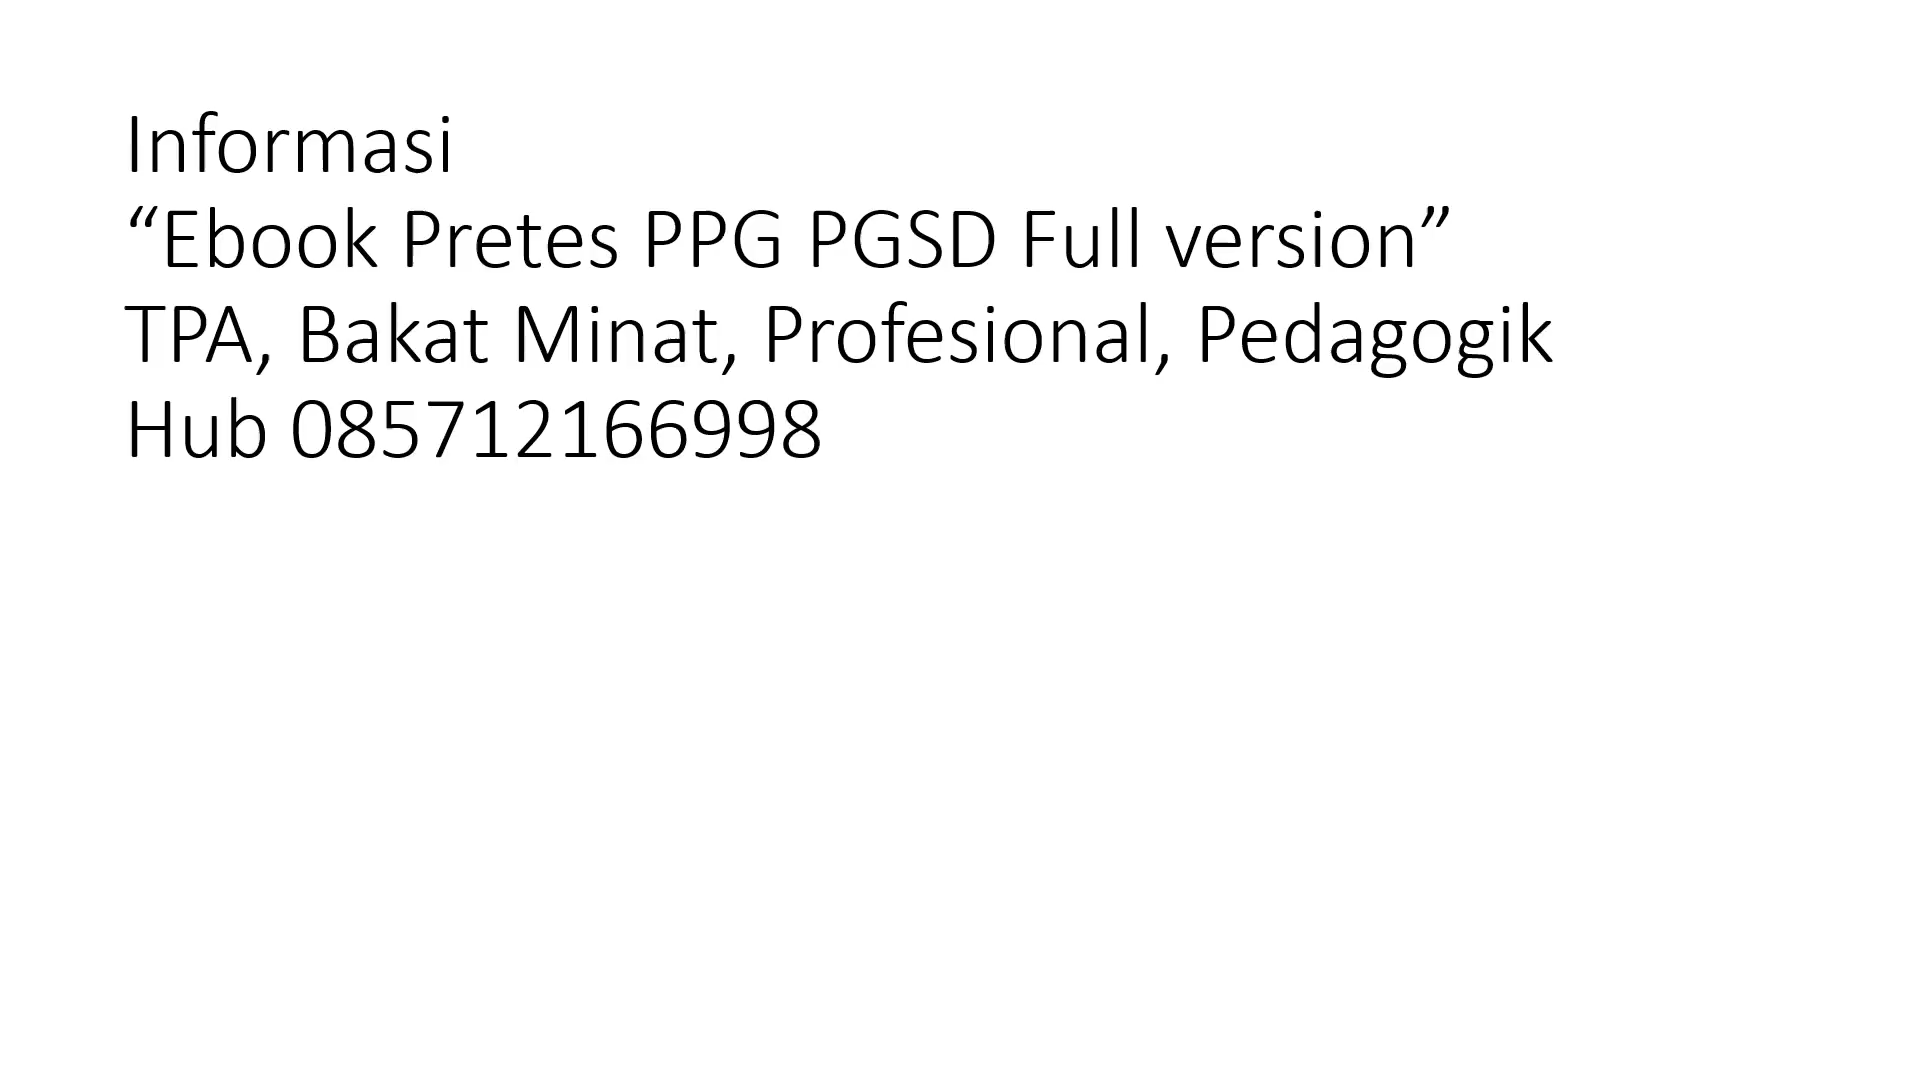 Informasi
“Ebook Pretes PPG PGSD Full version”
TPA, Bakat Minat, Profesional, Pedagogik
Hub 085712166998